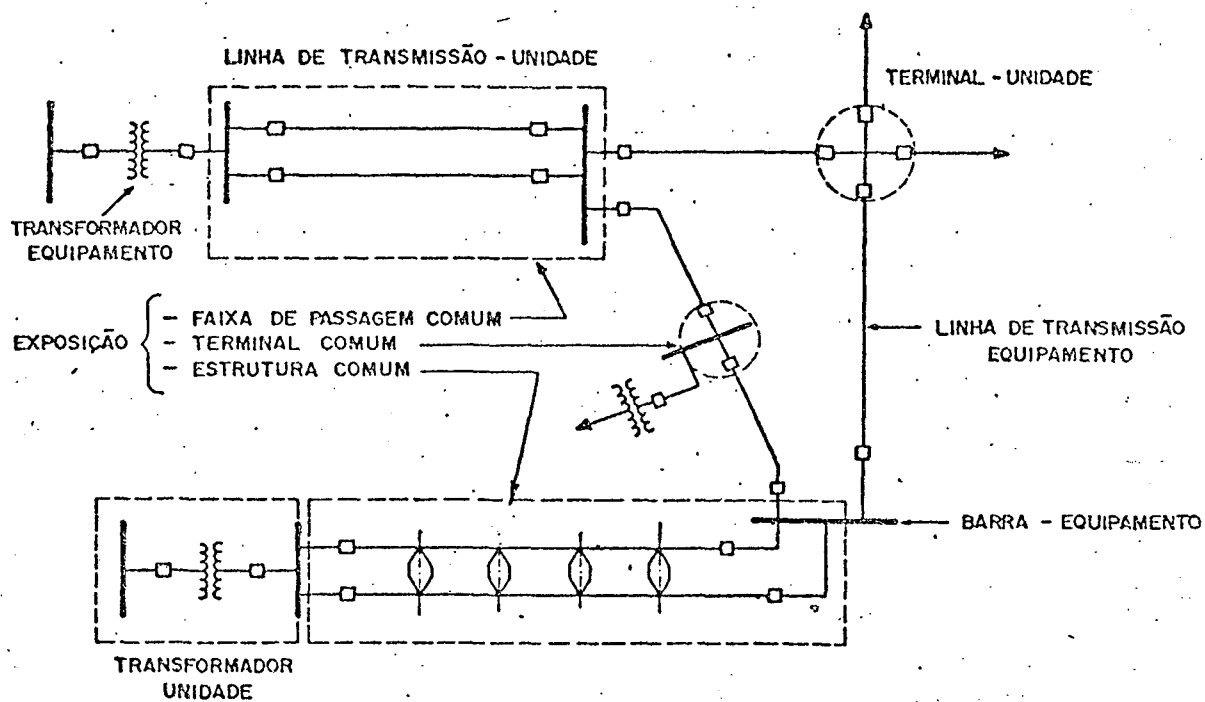 LINHA DE TRANSMISSÃO - UNIDADE
TERMINAL - UNIDADE
TRANSFORMADOR
EQUIPAMENTO
EXPOSIÇÃO
- FAIXA DE PASSAGEM COMUM
- TERMINAL COMUM
- ESTRUTURA COMUM
LINHA DE TRANSMISSÃO
EQUIPAMENTO
BARRA - EQUIPAMENTO
TRANSFORMADOR
UNIDADE